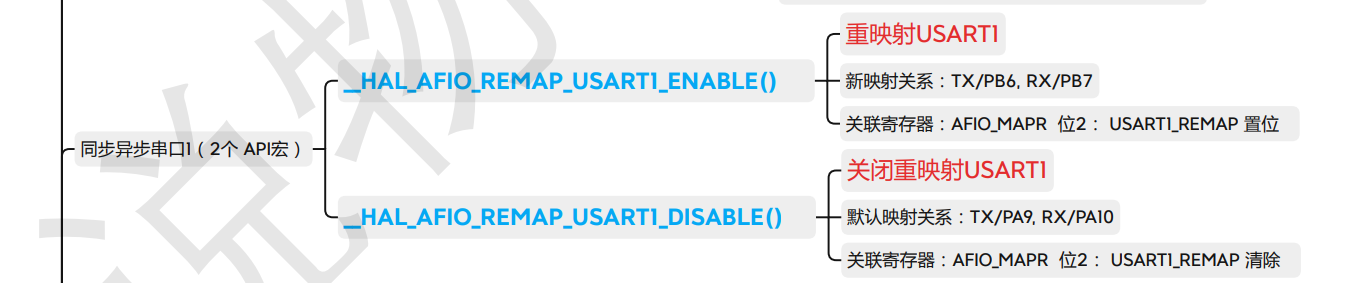 重映射USART1
__HAL_AFIO_REMAP_USART1_ENABLE()
新映射关系：TX/PB6, RX/PB7
关联寄存器：AFIO_MAPR 位2： USART1_REMAP 置位
同步异步串口1（2个 API宏）
关闭重映射USART1
__HAL_AFIO_REMAP_USART1_DISABLE()
默认映射关系：TX/PA9, RX/PA10
关联寄存器：AFIO_MAPR 位2： USART1_REMAP 清除
说物